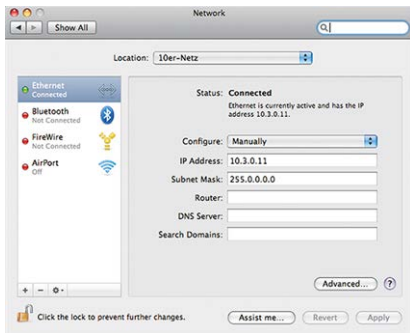 Network
Show All
Location: 10er-Netz
Ethernet
Connected
Bluetooth
Not Connected
FireWire
Not Connected
AirPort
Off
Status: Connected
Ethernet is currently active and has the IP
address 10.3.0.11.
Configure: Manually
IP Address: 10.3.0.11
Subnet Mask: 255.0.0.0.0
Router:
DNS Server:
Search Domains:
Advanced... ?
Click the lock to prevent further changes.
Assist me... Revert Apply